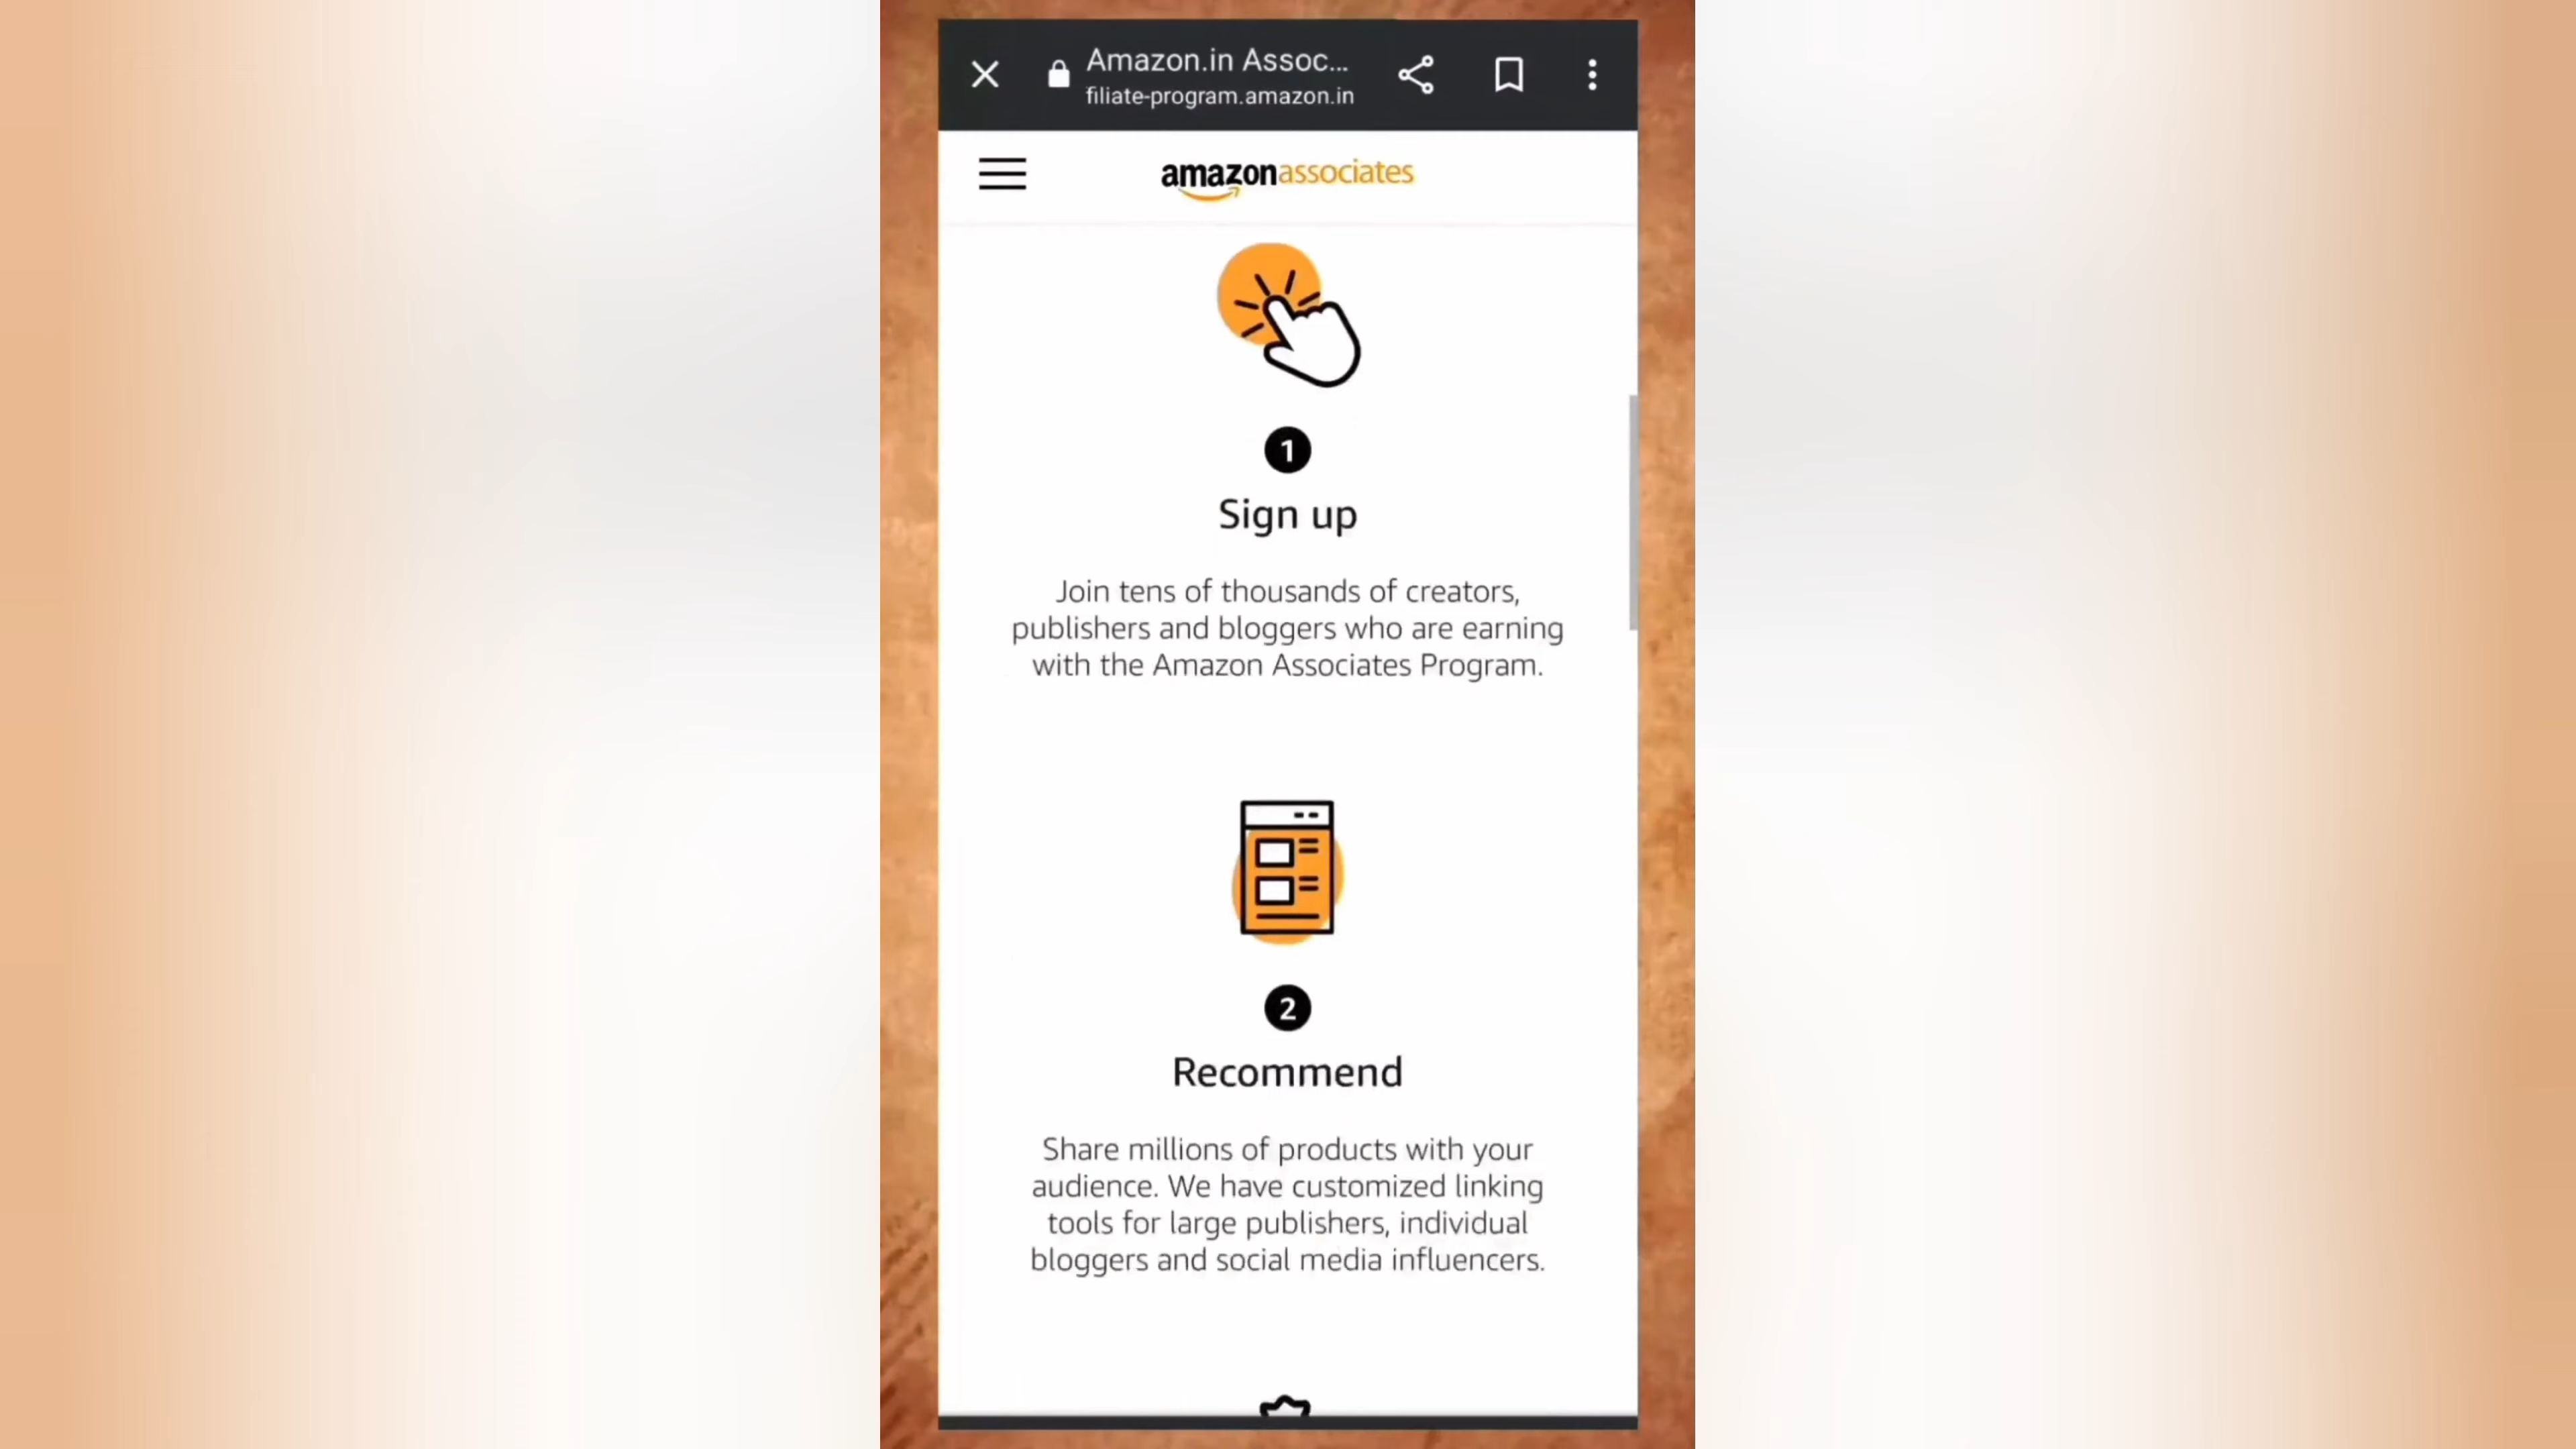 Amazon.in Assoc...
filiate-program.amazon.in
amazonassociates
1
Sign up
Join tens of thousands of creators,
publishers and bloggers who are earning
with the Amazon Associates Program.
2
Recommend
Share millions of products with your
audience. We have customized linking
tools for large publishers, individual
bloggers and social media influencers.